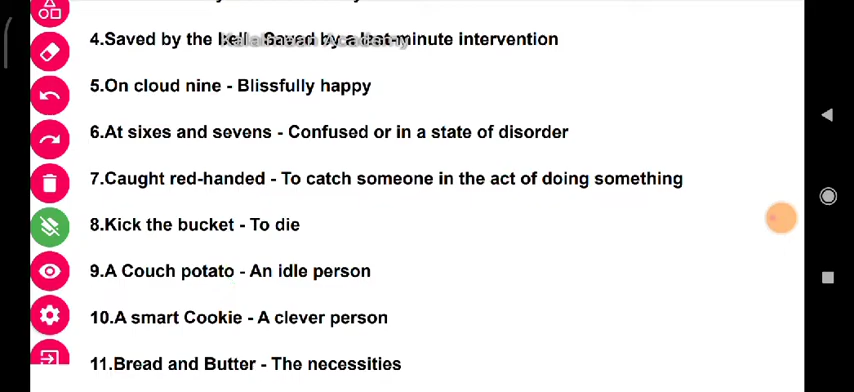 4.Saved by the bell - Saved by a last-minute intervention
5.On cloud nine - Blissfully happy
6.At sixes and sevens - Confused or in a state of disorder
7.Caught red-handed - To catch someone in the act of doing something
8.Kick the bucket - To die
9.A Couch potato - An idle person
10.A smart Cookie - A clever person
11.Bread and Butter - The necessities